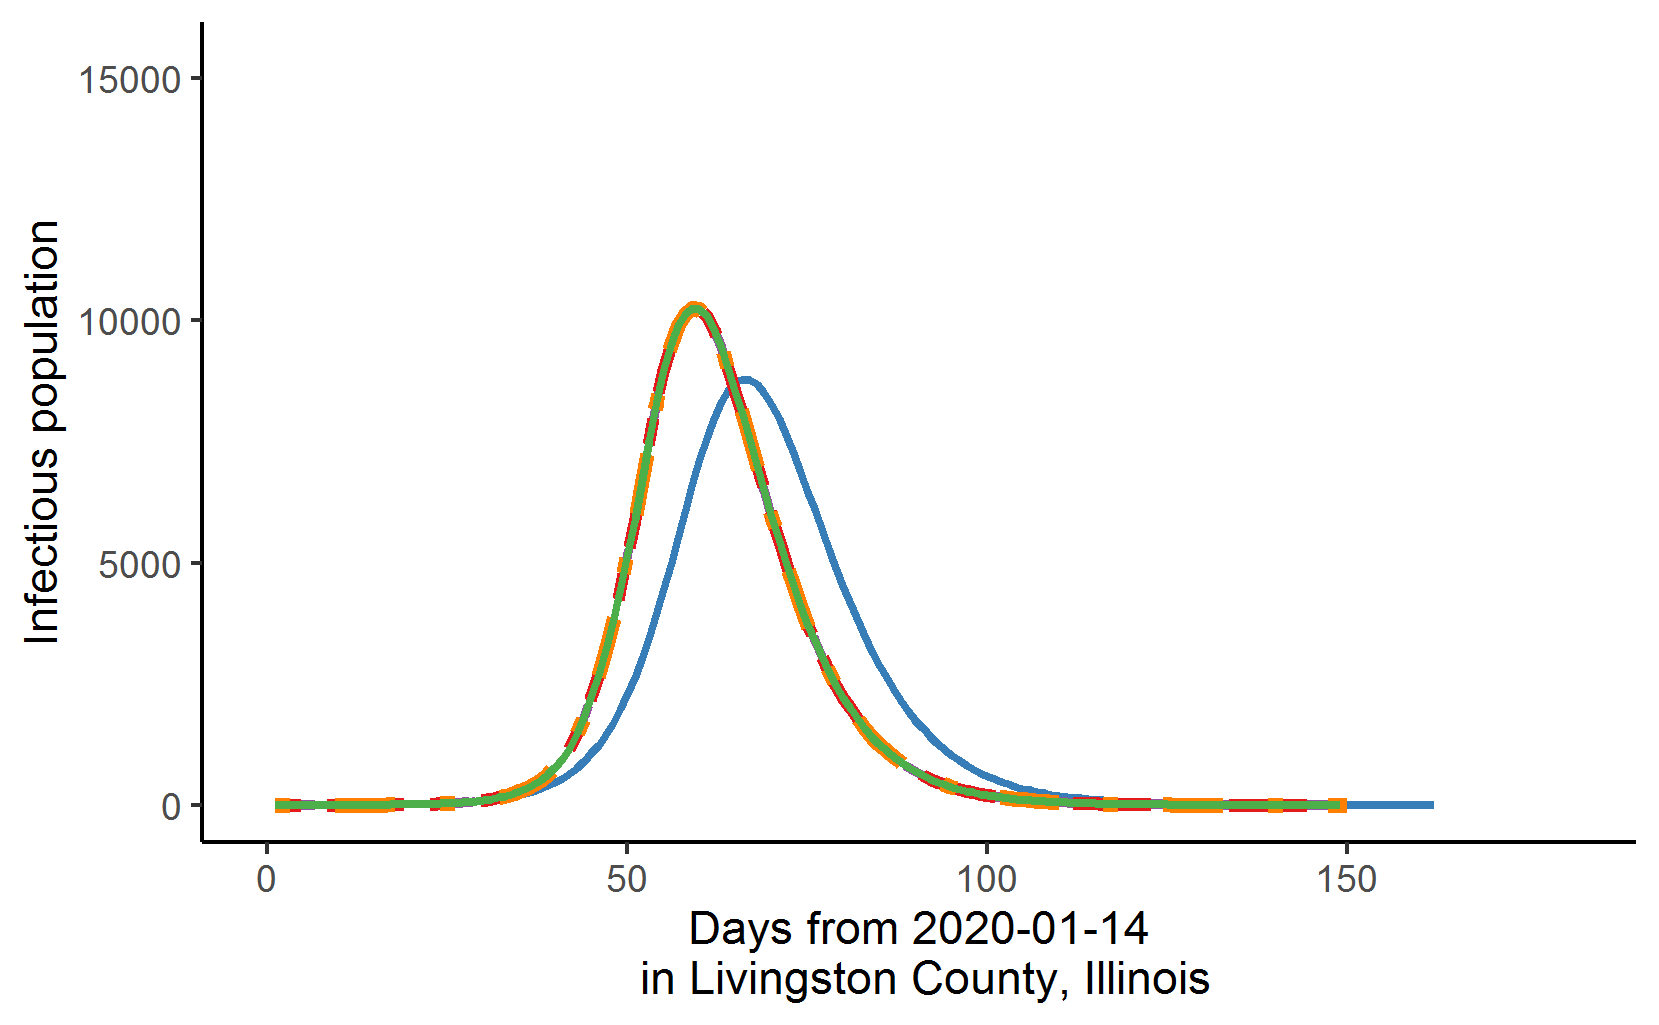 Infectious population
15000
10000
5000
0
0 50 100 150
Days from 2020-01-14
in Livingston County, Illinois